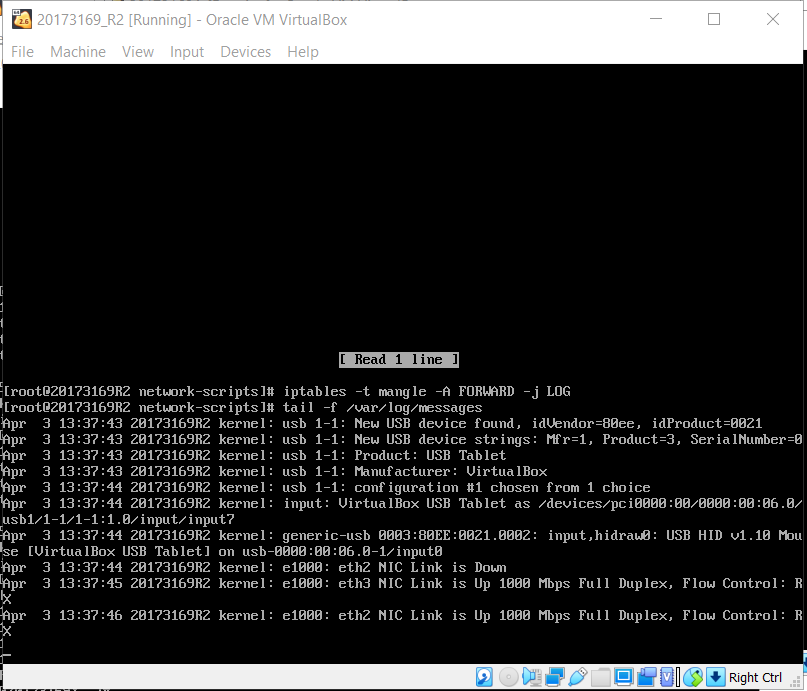 20173169_R2 [Running] - Oracle VM VirtualBox
File Machine View Input Devices Help
[ Read 1 line ]
[root@20173169R2 network-scripts]# iptables -t mangle -A FORWARD -j LOG
[root@20173169R2 network-scripts]# tail -f /var/log/messages
Apr  3 13:37:43 20173169R2 kernel: usb 1-1: New USB device found, idVendor=80ee, idProduct=0021
Apr  3 13:37:43 20173169R2 kernel: usb 1-1: New USB device strings: Mfr=1, Product=3, SerialNumber=0
Apr  3 13:37:43 20173169R2 kernel: usb 1-1: Product: USB Tablet
Apr  3 13:37:43 20173169R2 kernel: usb 1-1: Manufacturer: VirtualBox
Apr  3 13:37:44 20173169R2 kernel: usb 1-1: configuration #1 chosen from 1 choice
Apr  3 13:37:44 20173169R2 kernel: input: VirtualBox USB Tablet as /devices/pci0000:00/0000:00:06.0/
usb1/1-1/1-1:1.0/input/input7
Apr  3 13:37:44 20173169R2 kernel: generic-usb 0003:80EE:0021.0002: input,hidraw0: USB HID v1.10 Mou
se [VirtualBox USB Tablet] on usb-0000:00:06.0-1/input0
Apr  3 13:37:44 20173169R2 kernel: e1000: eth2 NIC Link is Down
Apr  3 13:37:45 20173169R2 kernel: e1000: eth3 NIC Link is Up 1000 Mbps Full Duplex, Flow Control: R
X
Apr  3 13:37:46 20173169R2 kernel: e1000: eth2 NIC Link is Up 1000 Mbps Full Duplex, Flow Control: R
X
Right Ctrl